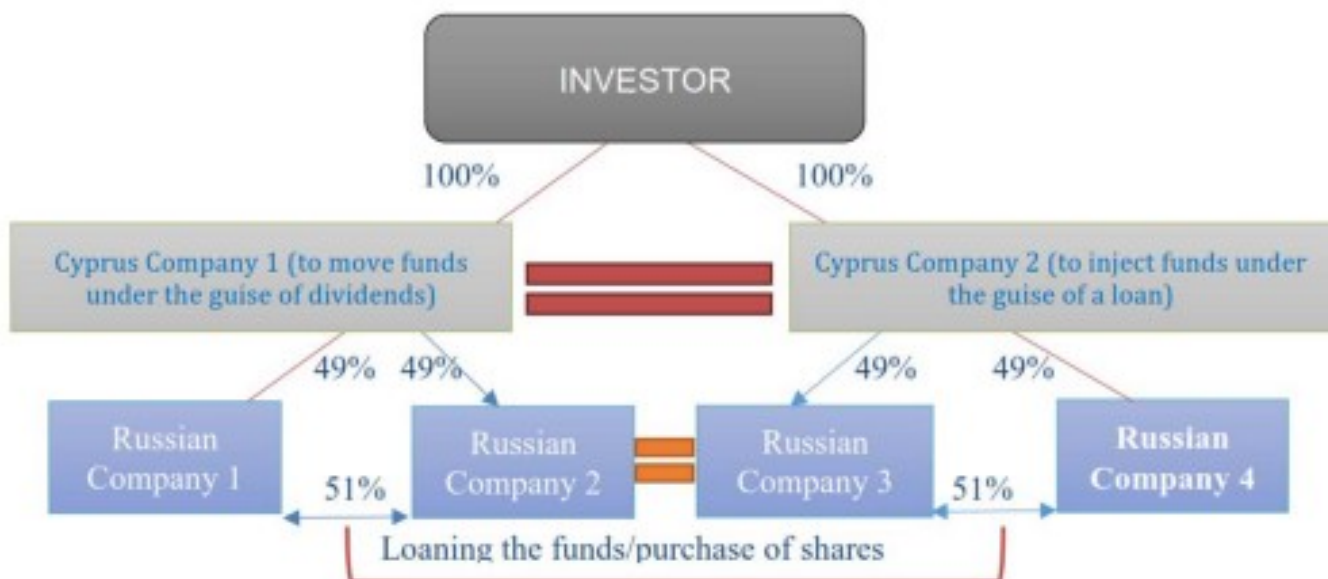 INVESTOR
100%
100%
Cyprus Company 1 (to move funds
under the guise of dividends)
Cyprus Company 2 (to inject funds under
the guise of a loan)
49%
49%
49%
49%
Russian
Company 1
Russian
Company 2
Russian
Company 3
Russian
Company 4
51%
51%
Loaning the funds/purchase of shares